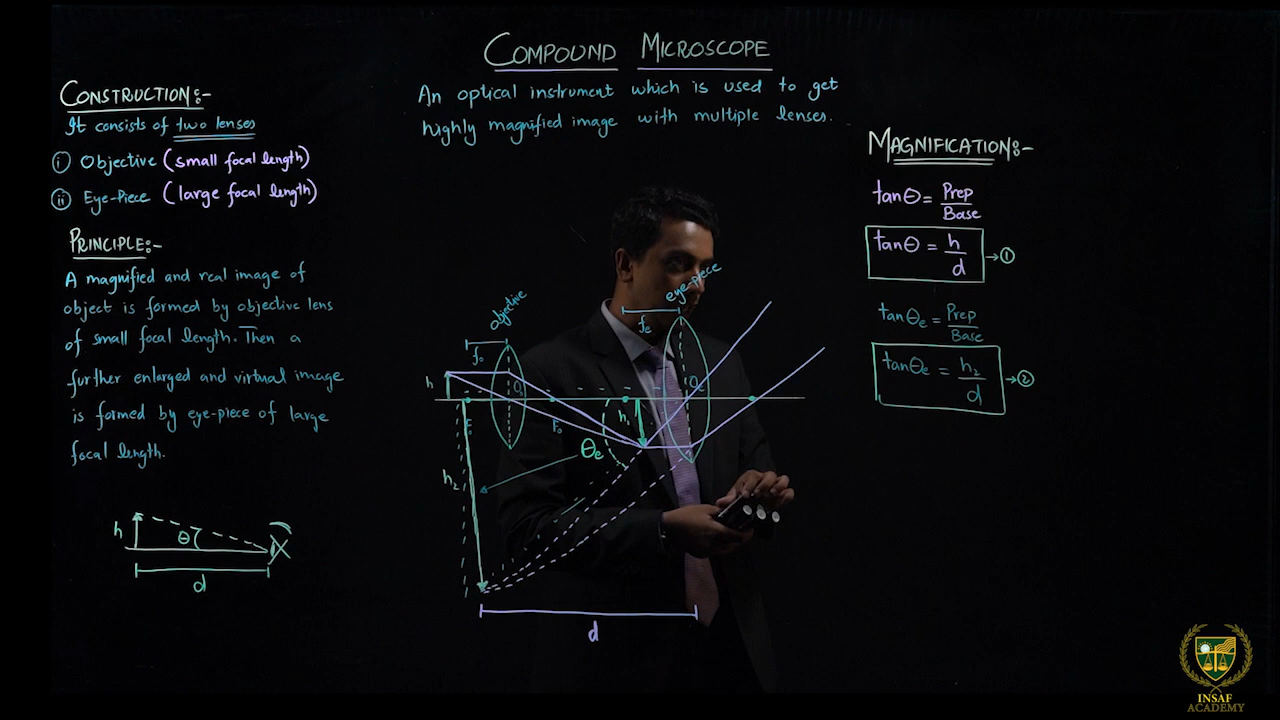 COMPOUND MICROSCOPE
An optical instrument which is used to get
highly magnified image with multiple lenses.
CONSTRUCTION:-
It consists of two lenses
i Objective (small focal length)
ii Eye-Piece (large focal length)
PRINCIPLE:-
A magnified and real image of
object is formed by objective lens
of small focal length. Then a
further enlarged and virtual image
is formed by eye-piece of large
focal length.
h
θ
d
objective
eye-piece
fo
fe
h
Fo
h1
θe
h2
d
MAGNIFICATION:-
tanθ = Prep
Base
tanθ = h
d
→ 1
tanθe = Prep
Base
tanθe = h2
d
→ 2
INSAF
ACADEMY